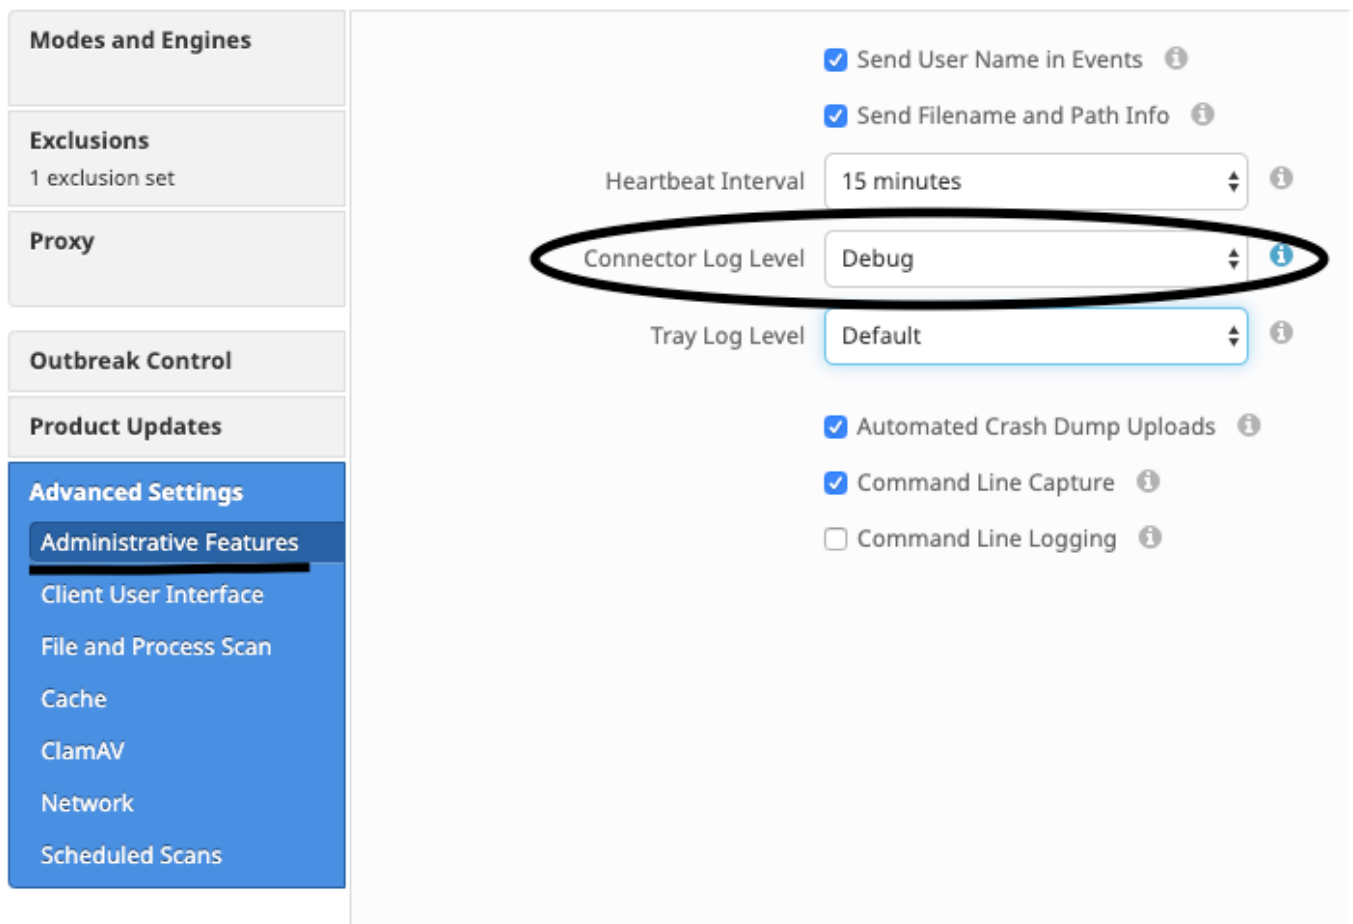 Modes and Engines
Exclusions
1 exclusion set
Proxy
Outbreak Control
Product Updates
Advanced Settings
Administrative Features
Client User Interface
File and Process Scan
Cache
ClamAV
Network
Scheduled Scans
Send User Name in Events
Send Filename and Path Info
Heartbeat Interval 15 minutes
Connector Log Level Debug
Tray Log Level Default
Automated Crash Dump Uploads
Command Line Capture
Command Line Logging